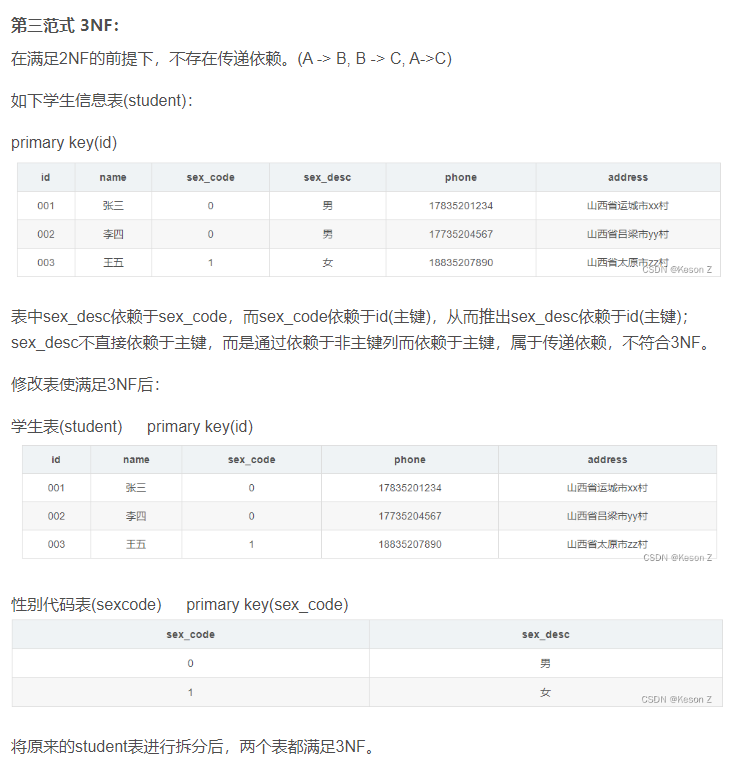 第三范式 3NF：
在满足2NF的前提下，不存在传递依赖。(A -> B, B -> C, A->C)
如下学生信息表(student)：
primary key(id)
id name sex_code sex_desc phone address
001 张三 0 男 17835201234 山西省运城市xx村
002 李四 0 男 17735204567 山西省吕梁市yy村
003 王五 1 女 18835207890 山西省太原市zz村
CSDN @Keson Z
表中sex_desc依赖于sex_code，而sex_code依赖于id(主键)，从而推出sex_desc依赖于id(主键)；
sex_desc不直接依赖于主键，而是通过依赖于非主键列而依赖于主键，属于传递依赖，不符合3NF。
修改表使满足3NF后：
学生表(student) primary key(id)
id name sex_code phone address
001 张三 0 17835201234 山西省运城市xx村
002 李四 0 17735204567 山西省吕梁市yy村
003 王五 1 18835207890 山西省太原市zz村
CSDN @Keson Z
性别代码表(sexcode) primary key(sex_code)
sex_code sex_desc
0 男
1 女
CSDN @Keson Z
将原来的student表进行拆分后，两个表都满足3NF。